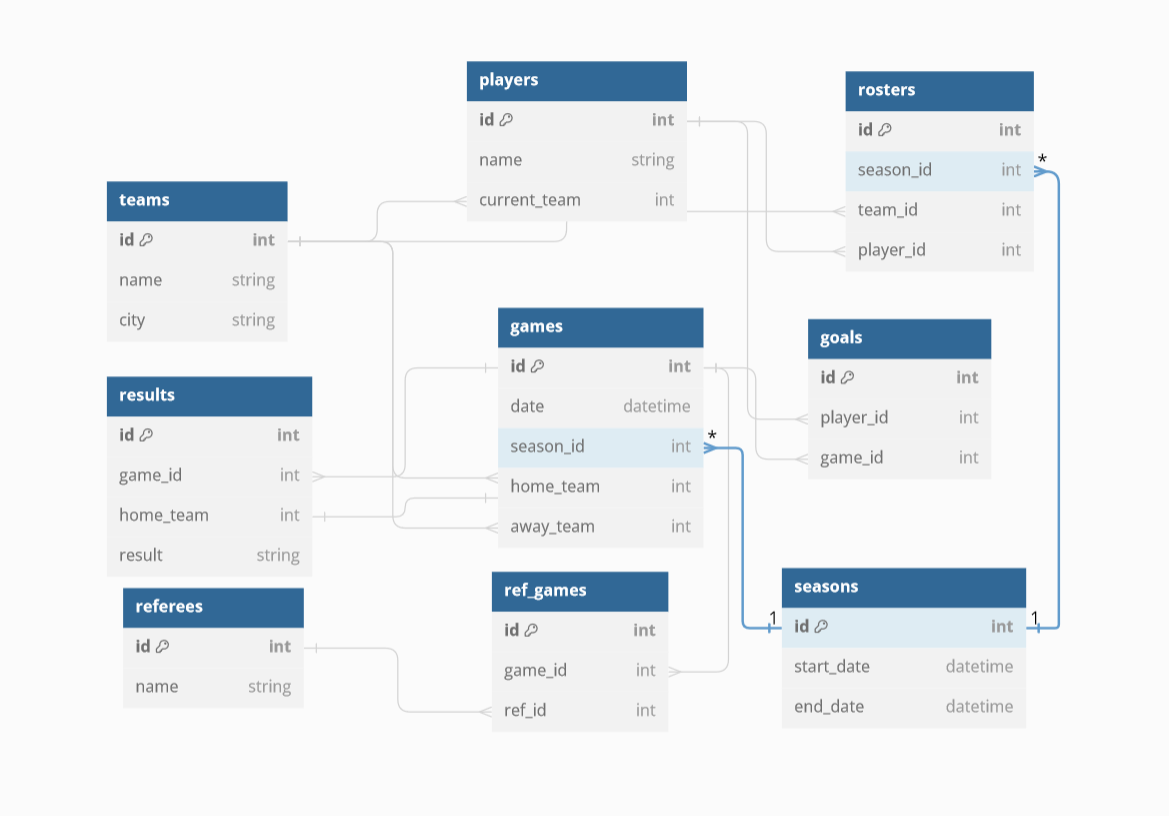 players
id int
name string
current_team int
rosters
id int
season_id int
*
team_id int
player_id int
teams
id int
name string
city string
games
id int
date datetime
season_id int
*
home_team int
away_team int
goals
id int
player_id int
game_id int
results
id int
game_id int
home_team int
result string
referees
id int
name string
ref_games
id int
game_id int
ref_id int
seasons
1
id int
1
start_date datetime
end_date datetime